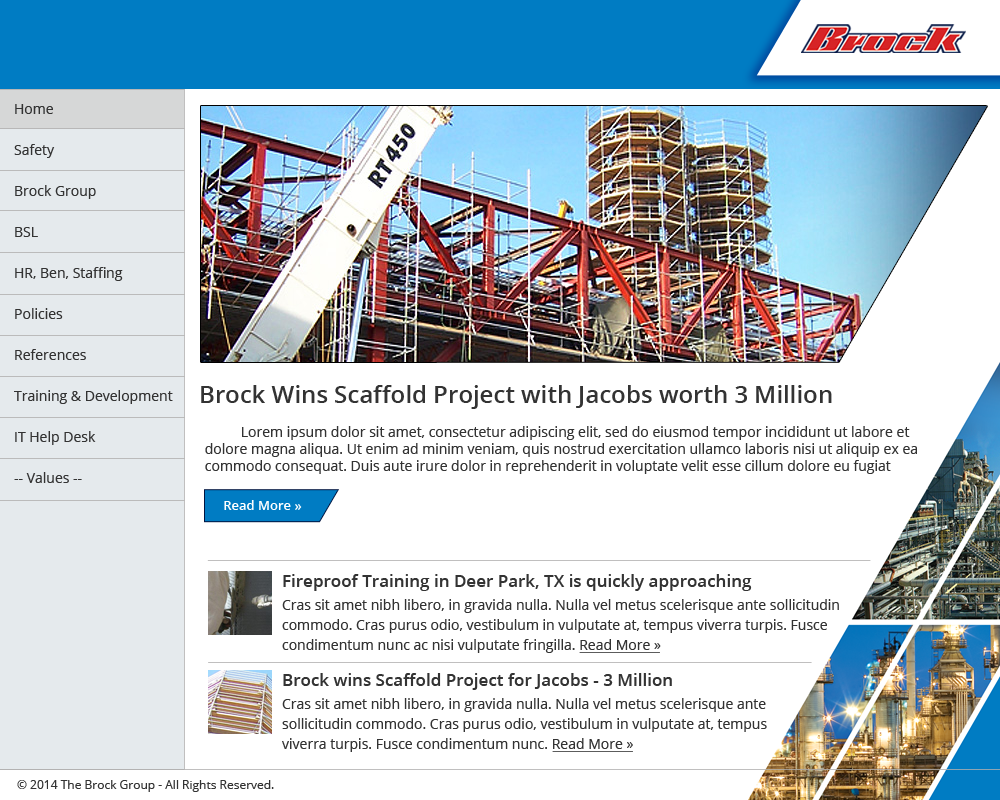 Brock
Home
Safety
Brock Group
BSL
HR, Ben, Staffing
Policies
References
Training & Development
IT Help Desk
-- Values --
RT450
Brock Wins Scaffold Project with Jacobs worth 3 Million
Lorem ipsum dolor sit amet, consectetur adipiscing elit, sed do eiusmod tempor incididunt ut labore et
dolore magna aliqua. Ut enim ad minim veniam, quis nostrud exercitation ullamco laboris nisi ut aliquip ex ea
commodo consequat. Duis aute irure dolor in reprehenderit in voluptate velit esse cillum dolore eu fugiat
Read More »
Fireproof Training in Deer Park, TX is quickly approaching
Cras sit amet nibh libero, in gravida nulla. Nulla vel metus scelerisque ante sollicitudin
commodo. Cras purus odio, vestibulum in vulputate at, tempus viverra turpis. Fusce
condimentum nunc ac nisi vulputate fringilla. Read More »
Brock wins Scaffold Project for Jacobs - 3 Million
Cras sit amet nibh libero, in gravida nulla. Nulla vel metus scelerisque ante
sollicitudin commodo. Cras purus odio, vestibulum in vulputate at, tempus
viverra turpis. Fusce condimentum nunc. Read More »
© 2014 The Brock Group - All Rights Reserved.